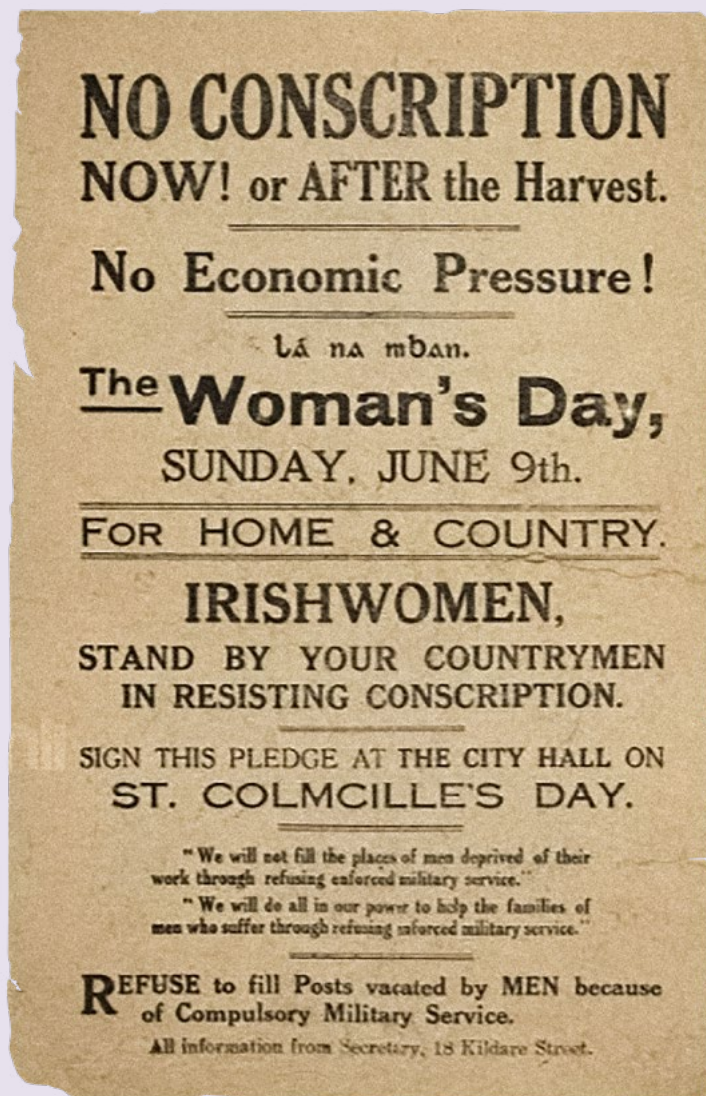 NO CONSCRIPTION
NOW! or AFTER the Harvest.
No Economic Pressure!
Lá na mban.
The Woman's Day,
SUNDAY, JUNE 9th.
FOR HOME & COUNTRY.
IRISHWOMEN,
STAND BY YOUR COUNTRYMEN
IN RESISTING CONSCRIPTION.
SIGN THIS PLEDGE AT THE CITY HALL ON
ST. COLMCILLE'S DAY.
"We will not fill the places of men deprived of their
work through refusing enforced military service."
"We will do all in our power to help the families of
men who suffer through refusing enforced military service."
REFUSE to fill Posts vacated by MEN because
of Compulsory Military Service.
All information from Secretary, 18 Kildare Street.
nli